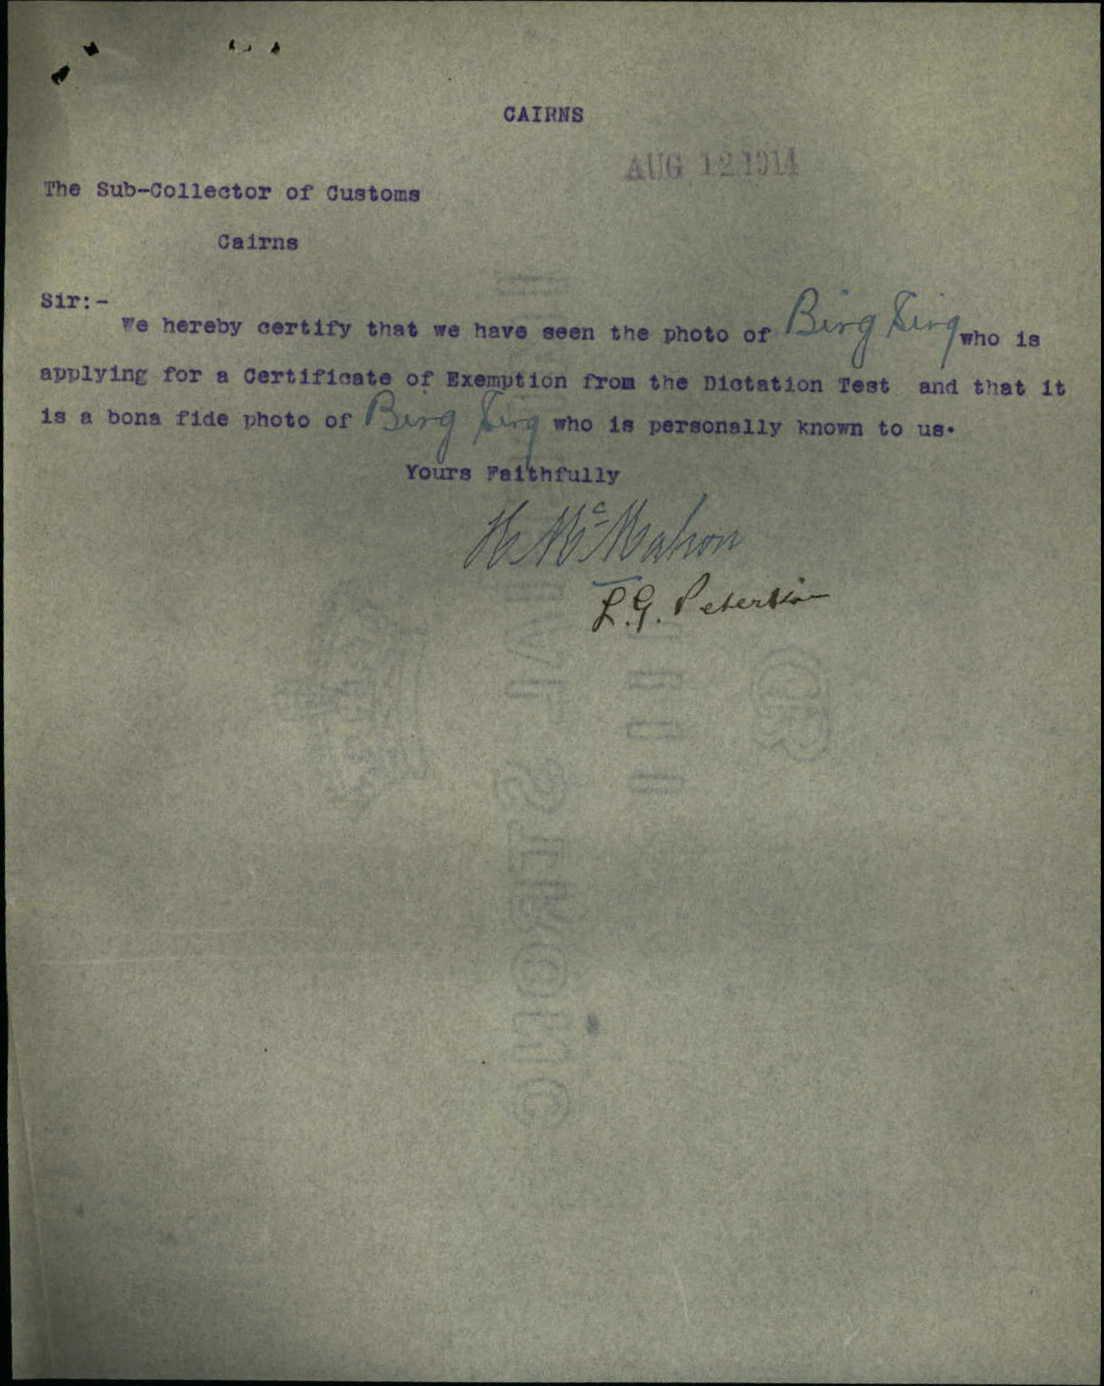 CAIRNS
AUG 12 1914
The Sub-Collector of Customs
Cairns
Sir:-
We hereby certify that we have seen the photo of Bing Sing who is
applying for a Certificate of Exemption from the Dictation Test and that it
is a bona fide photo of Bing Sing who is personally known to us.
Yours Faithfully
H McMahon
L.G. Peterson